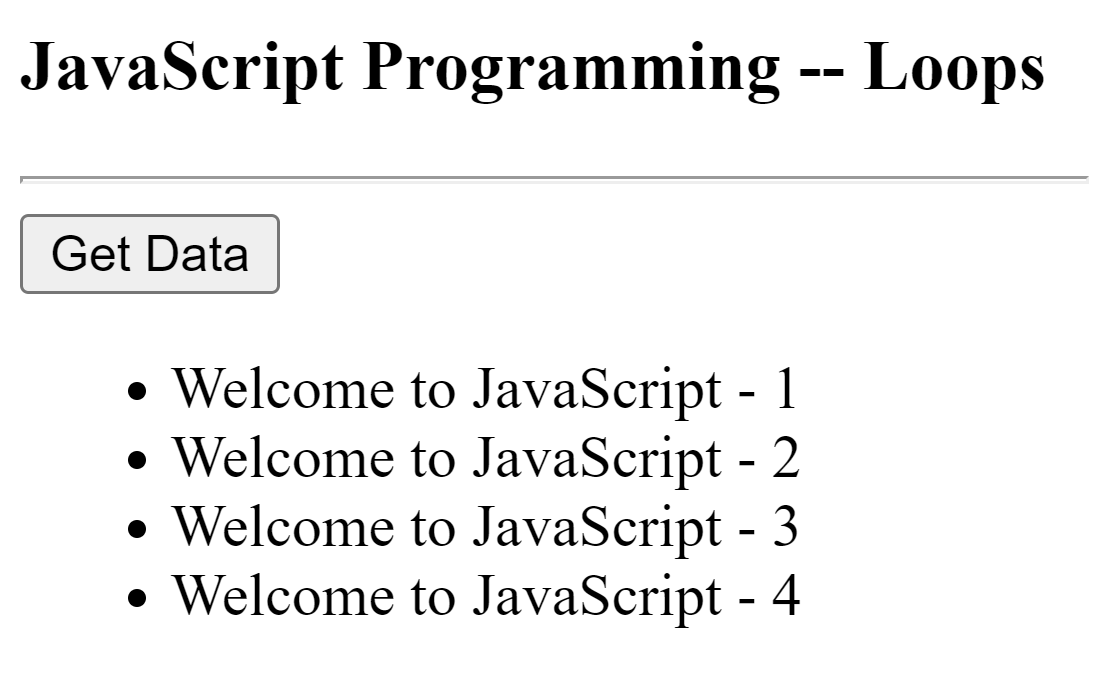 JavaScript Programming -- Loops
Get Data
• Welcome to JavaScript - 1
• Welcome to JavaScript - 2
• Welcome to JavaScript - 3
• Welcome to JavaScript - 4